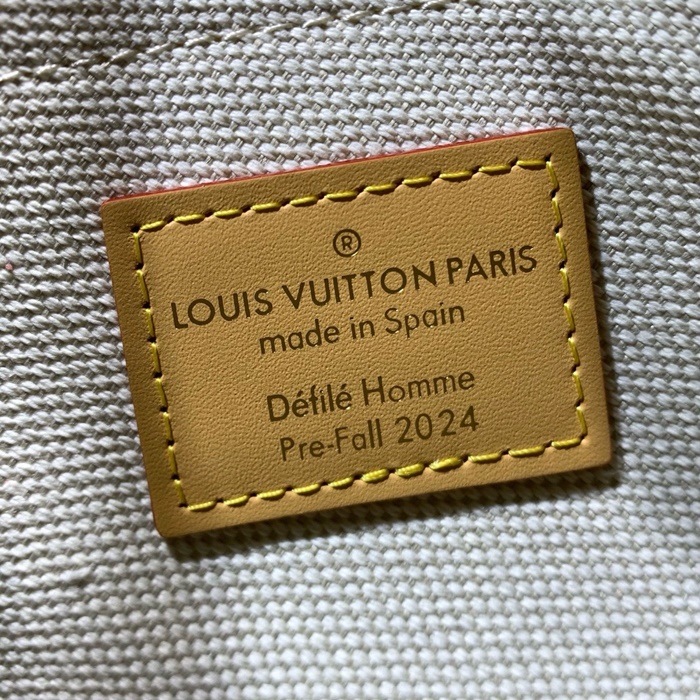 ®
LOUIS VUITTON PARIS
made in Spain
Défilé Homme
Pre-Fall 2024